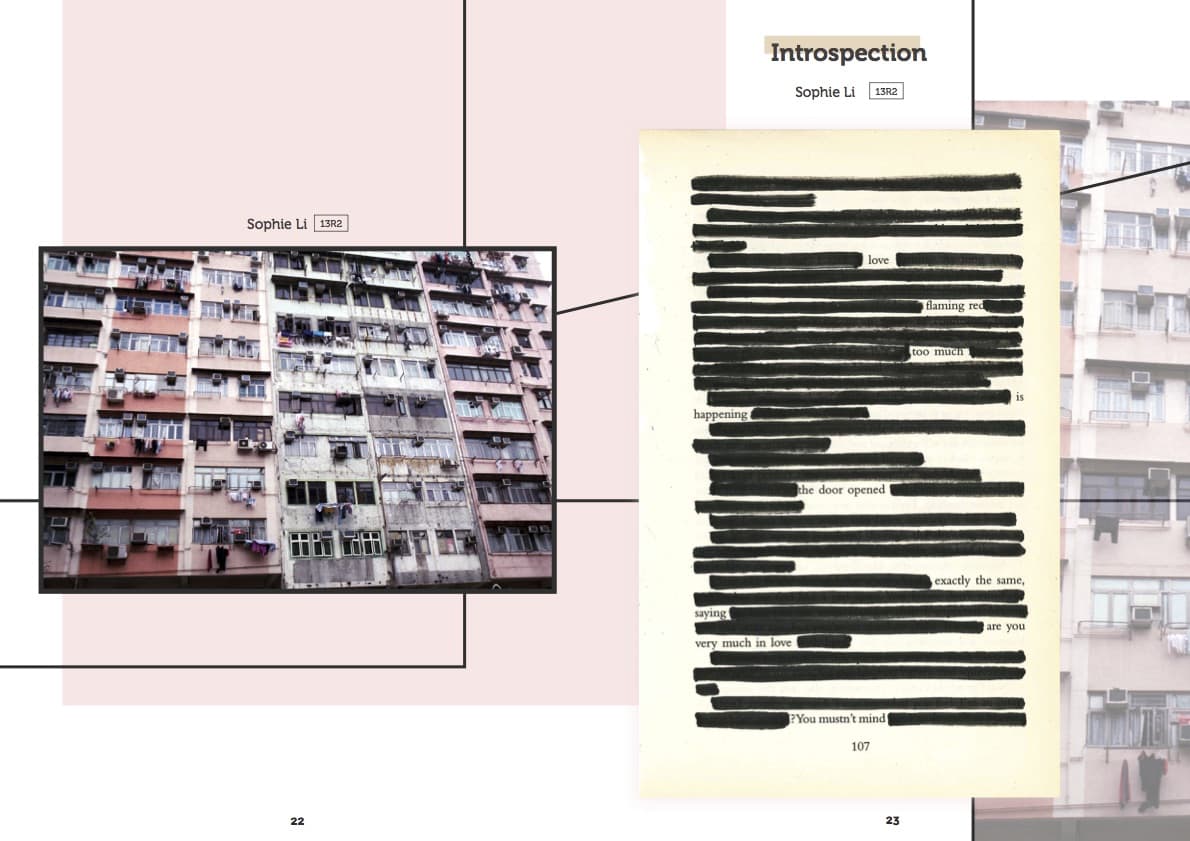 Sophie Li 13R2
22
Introspection
Sophie Li 13R2
love
flaming red
too much
is
happening
the door opened
exactly the same,
saying
are you
very much in love
?You mustn't mind
107
23